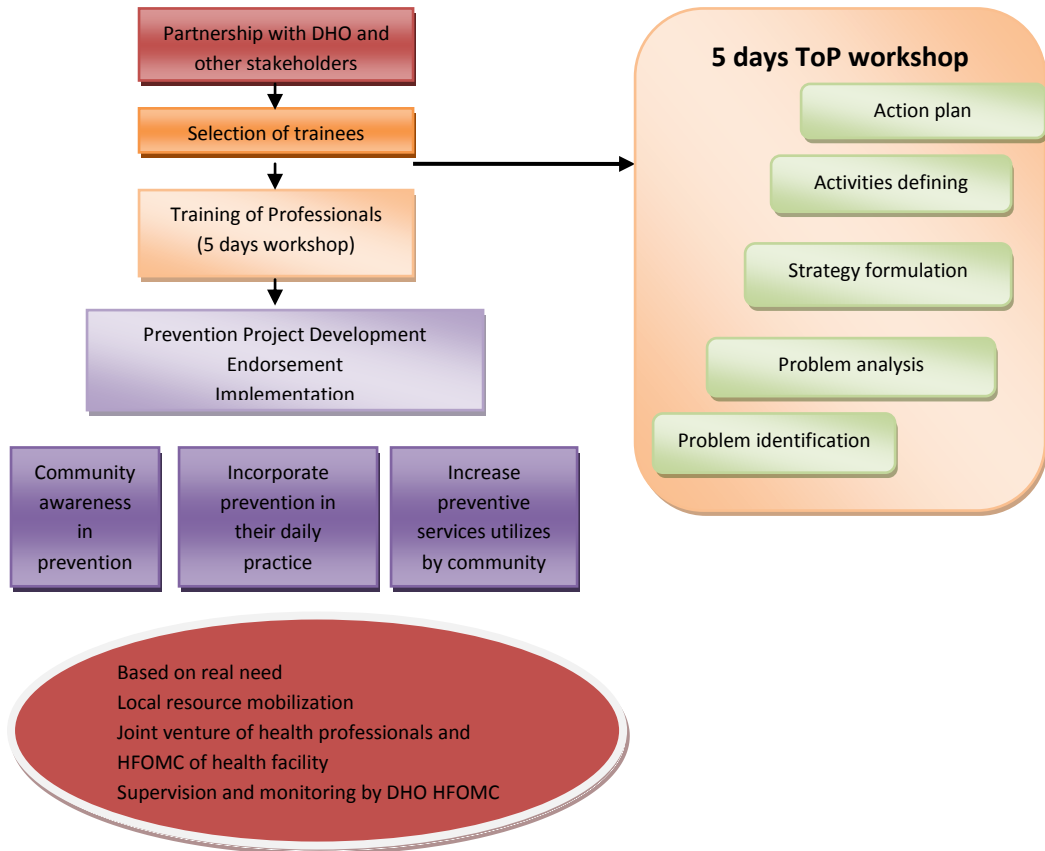 Partnership with DHO and
other stakeholders
Selection of trainees
Training of Professionals
(5 days workshop)
Prevention Project Development
Endorsement
Implementation
Community
awareness
in
prevention
Incorporate
prevention in
their daily
practice
Increase
preventive
services utilizes
by community
Based on real need
Local resource mobilization
Joint venture of health professionals and
HFOMC of health facility
Supervision and monitoring by DHO HFOMC
5 days ToP workshop
Action plan
Activities defining
Strategy formulation
Problem analysis
Problem identification